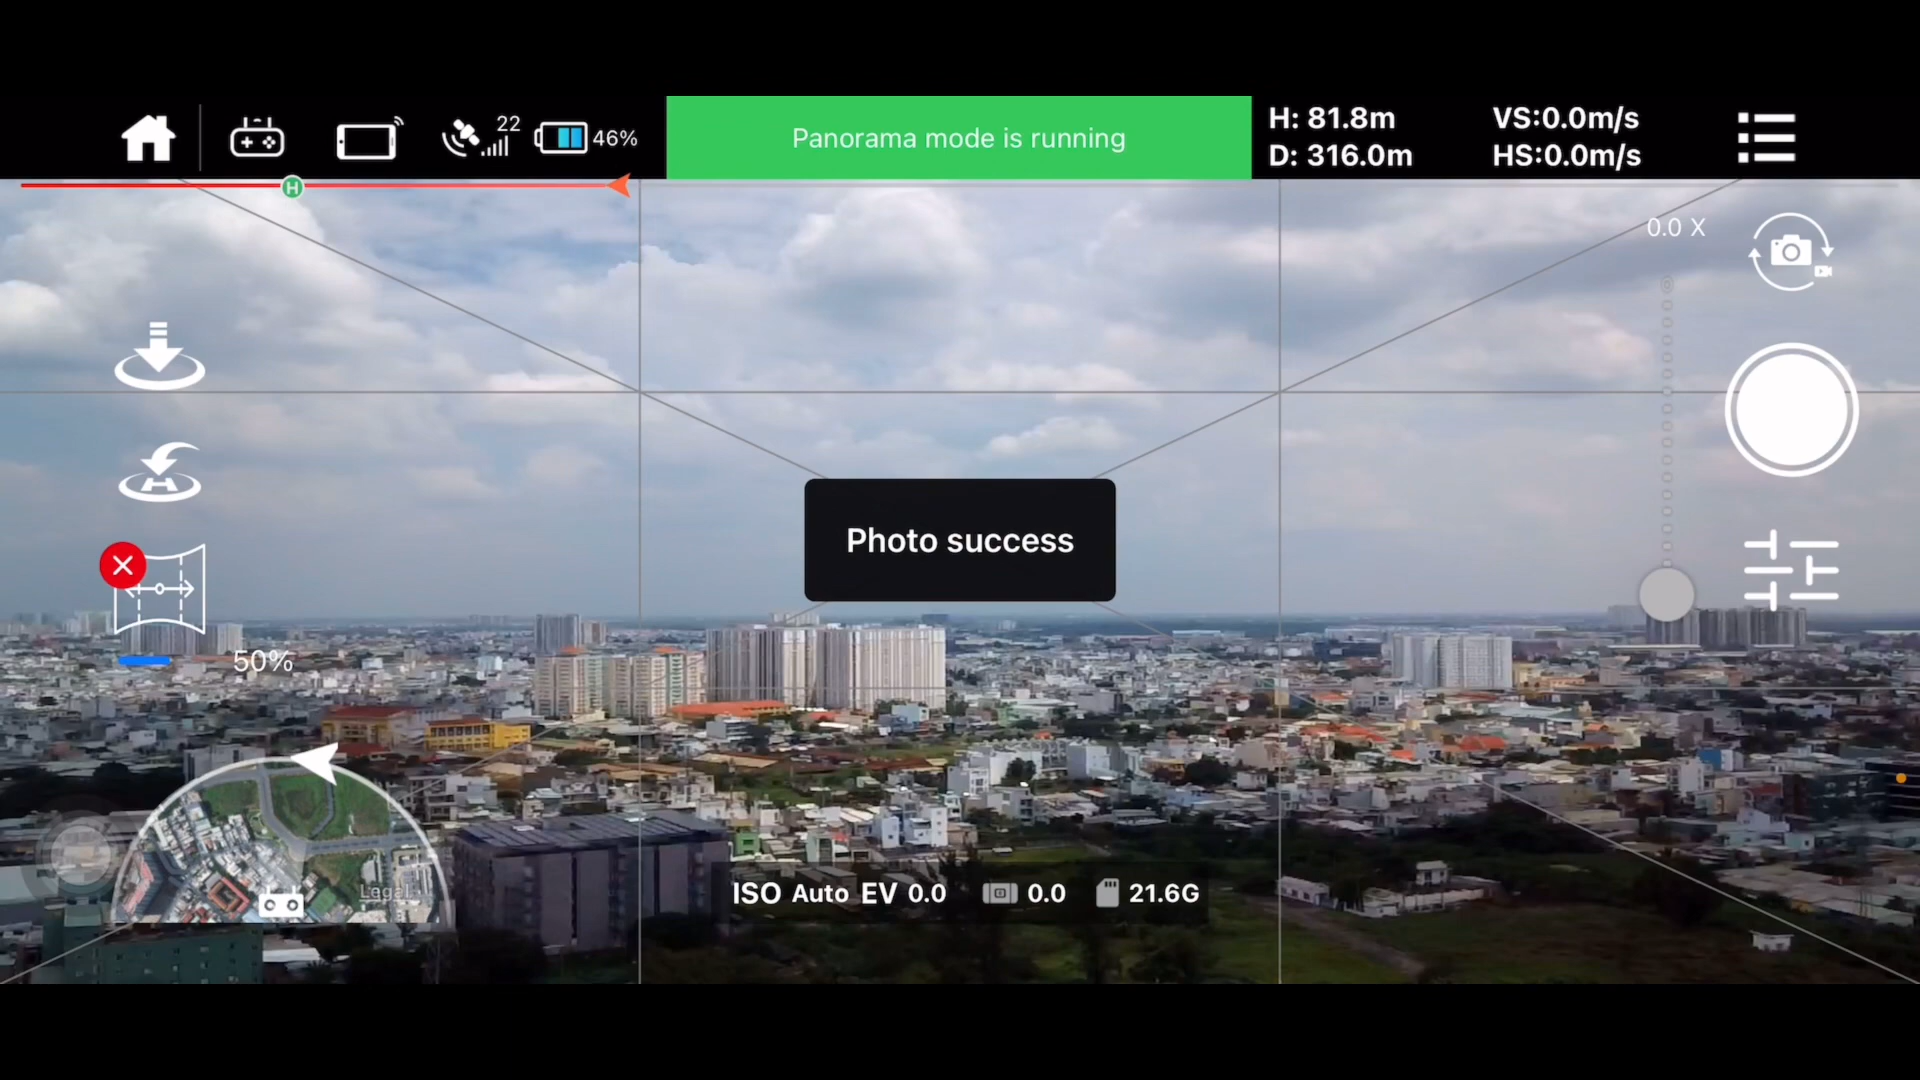 22
46%
Panorama mode is running
H: 81.8m
VS:0.0m/s
D: 316.0m
HS:0.0m/s
H
0.0 X
Photo success
50%
Legal
ISO Auto EV 0.0 0.0 21.6G